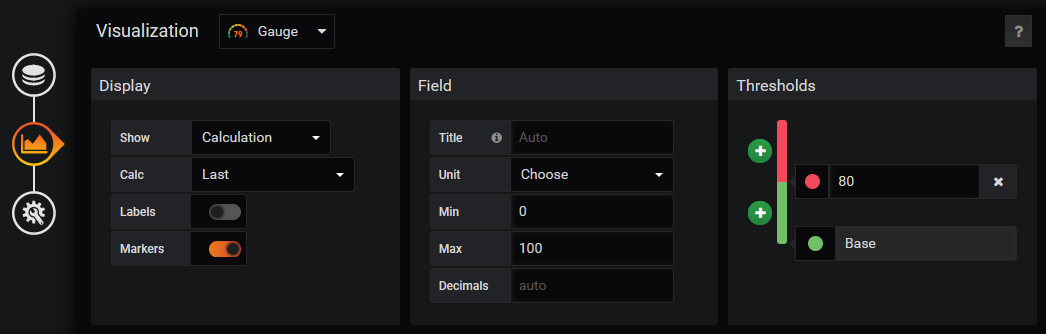 Visualization
79 Gauge
?
Display
Show Calculation
Calc Last
Labels
Markers
Field
Title Auto
Unit Choose
Min 0
Max 100
Decimals auto
Thresholds
80
Base